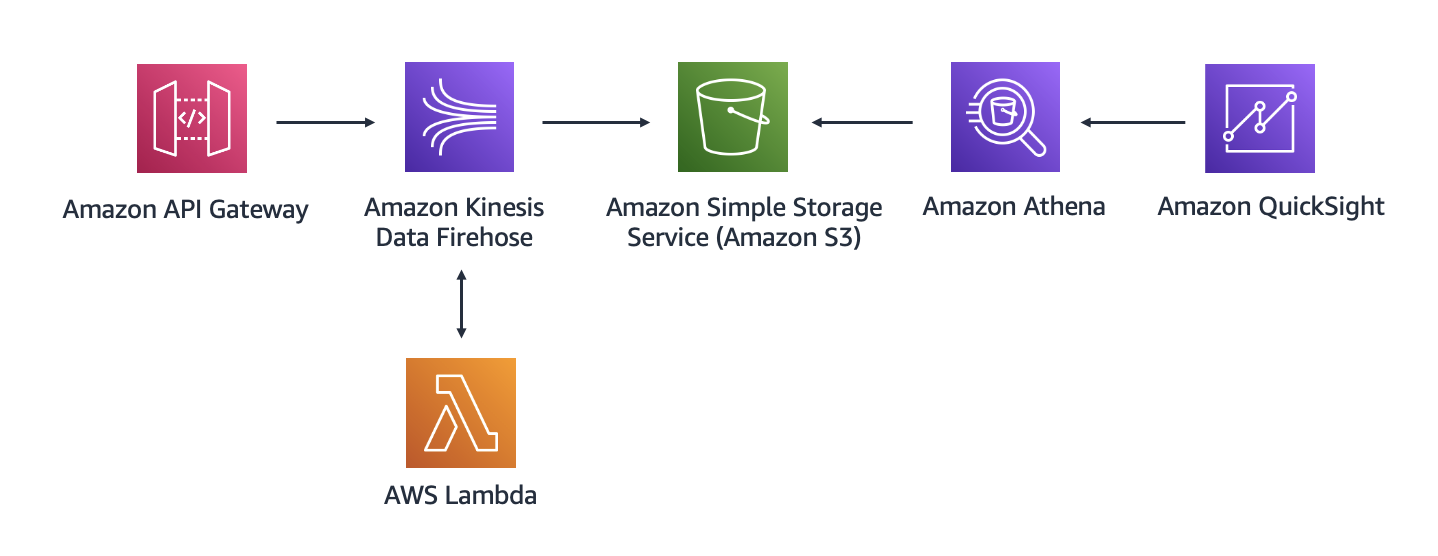 Amazon API Gateway
Amazon Kinesis
Data Firehose
Amazon Simple Storage
Service (Amazon S3)
Amazon Athena
Amazon QuickSight
AWS Lambda